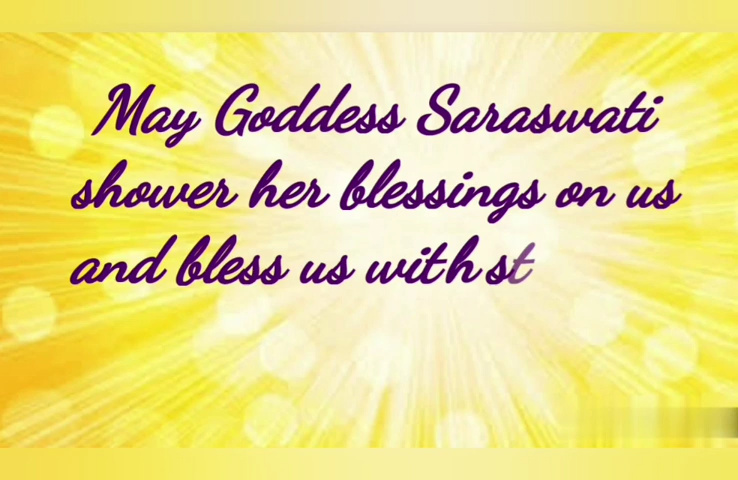 May Goddess Saraswati
shower her blessings on us
and bless us with st